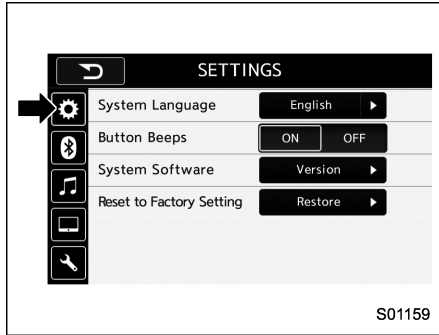 SETTINGS
System Language English
Button Beeps ON OFF
System Software Version
Reset to Factory Setting Restore
S01159